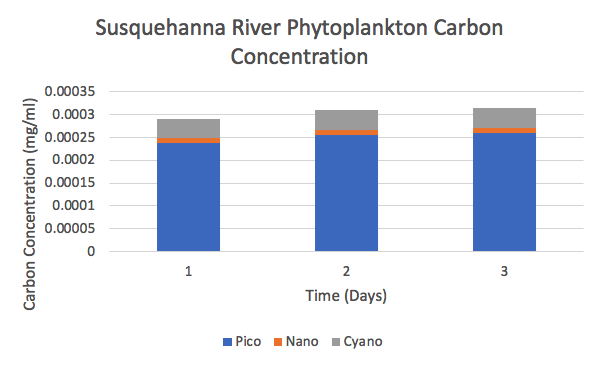 Susquehanna River Phytoplankton Carbon
Concentration
Carbon Concentration (mg/ml)
0.00035
0.0003
0.00025
0.0002
0.00015
0.0001
0.00005
0
1 2 3
Time (Days)
Pico Nano Cyano